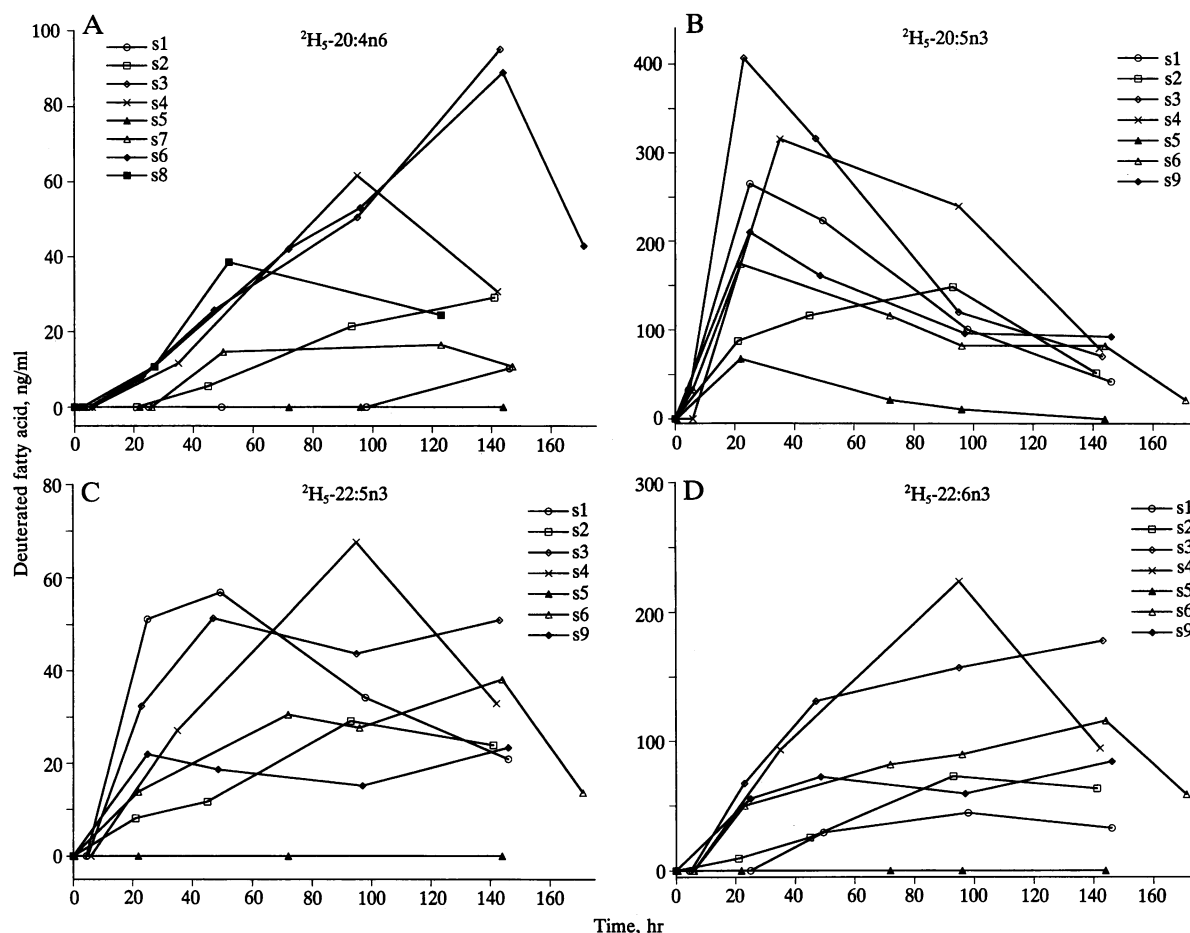 A
²H₅-20:4n6
100
80
60
40
20
0
0 20 40 60 80 100 120 140 160
s1
s2
s3
s4
s5
s7
s6
s8
B
²H₅-20:5n3
400
300
200
100
0
0 20 40 60 80 100 120 140 160
s1
s2
s3
s4
s5
s6
s9
Deuterated fatty acid, ng/ml
C
²H₅-22:5n3
80
60
40
20
0
0 20 40 60 80 100 120 140 160
s1
s2
s3
s4
s5
s6
s9
D
²H₅-22:6n3
300
200
100
0
0 20 40 60 80 100 120 140 160
s1
s2
s3
s4
s5
s6
s9
Time, hr